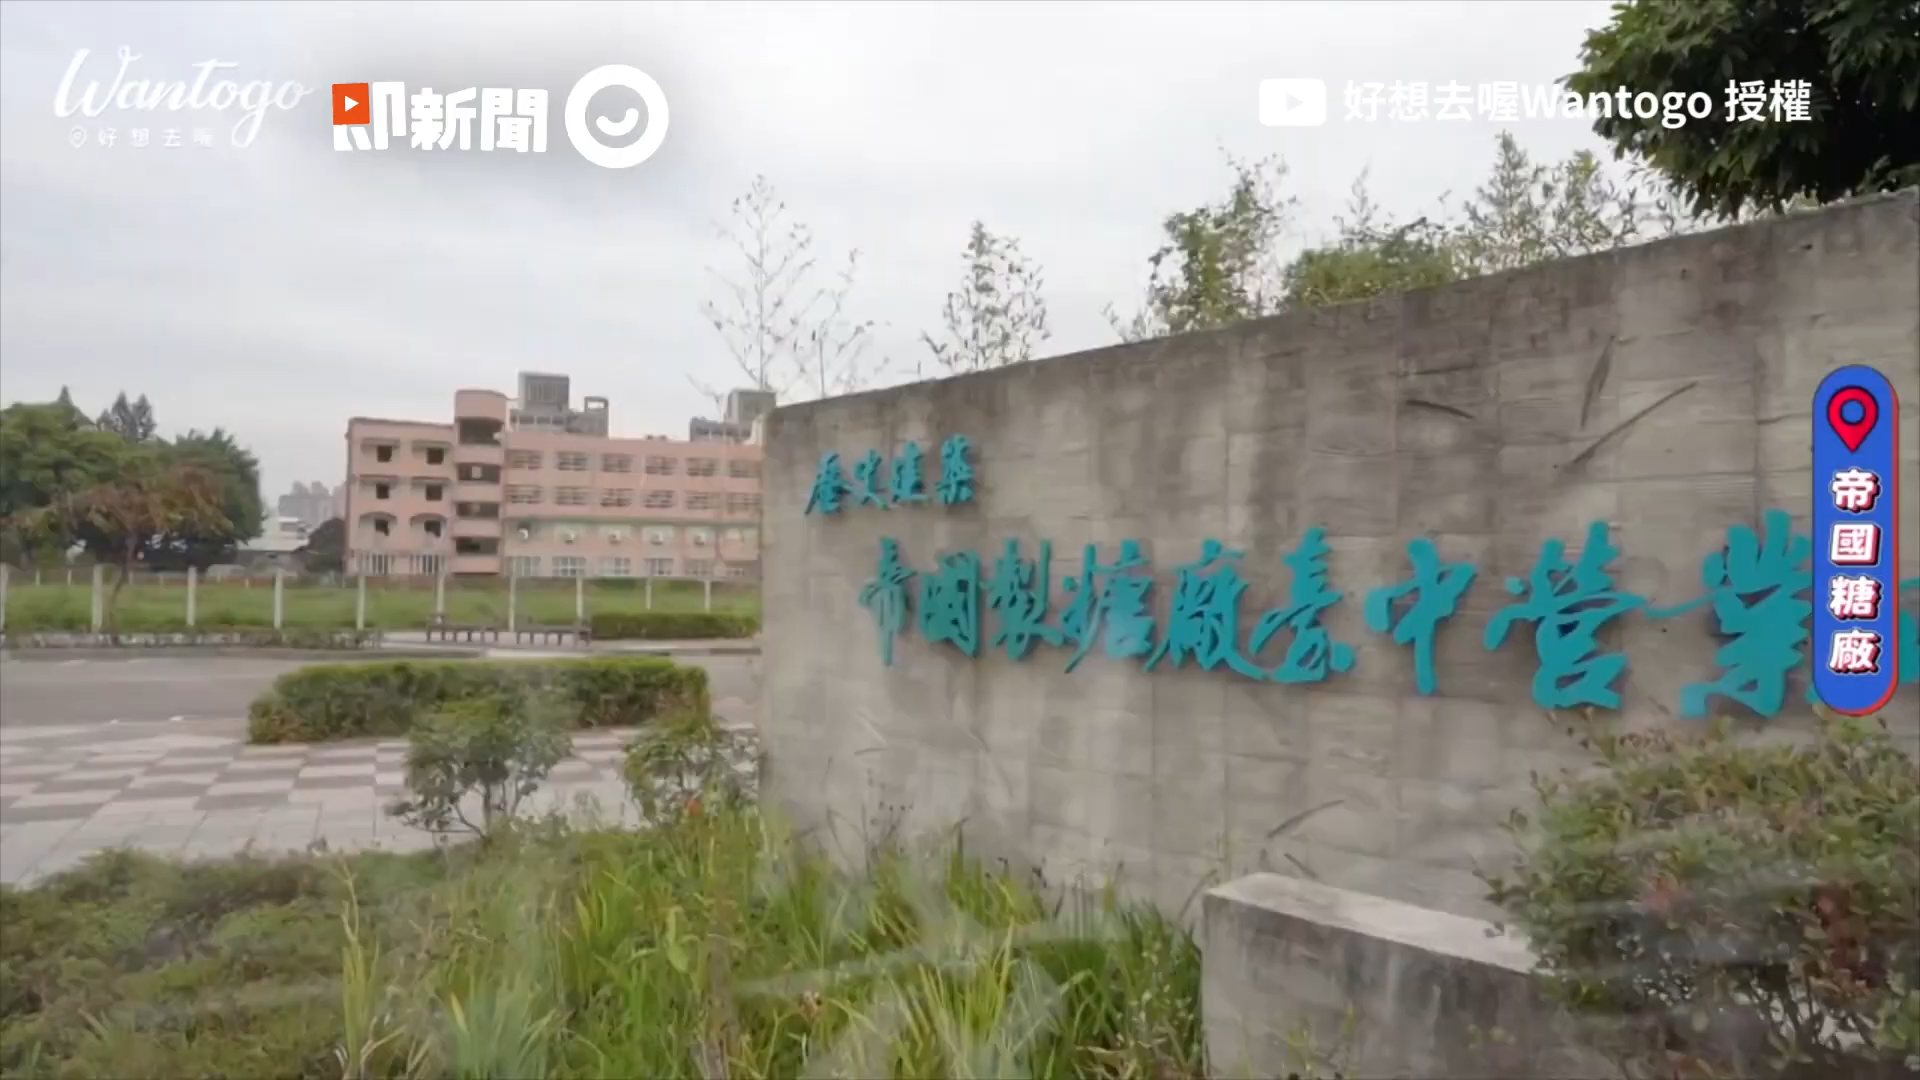 Wantogo
好想去喔
即新聞
好想去喔Wantogo 授權
歷史建築
帝國製糖廠臺中營業
帝國糖廠